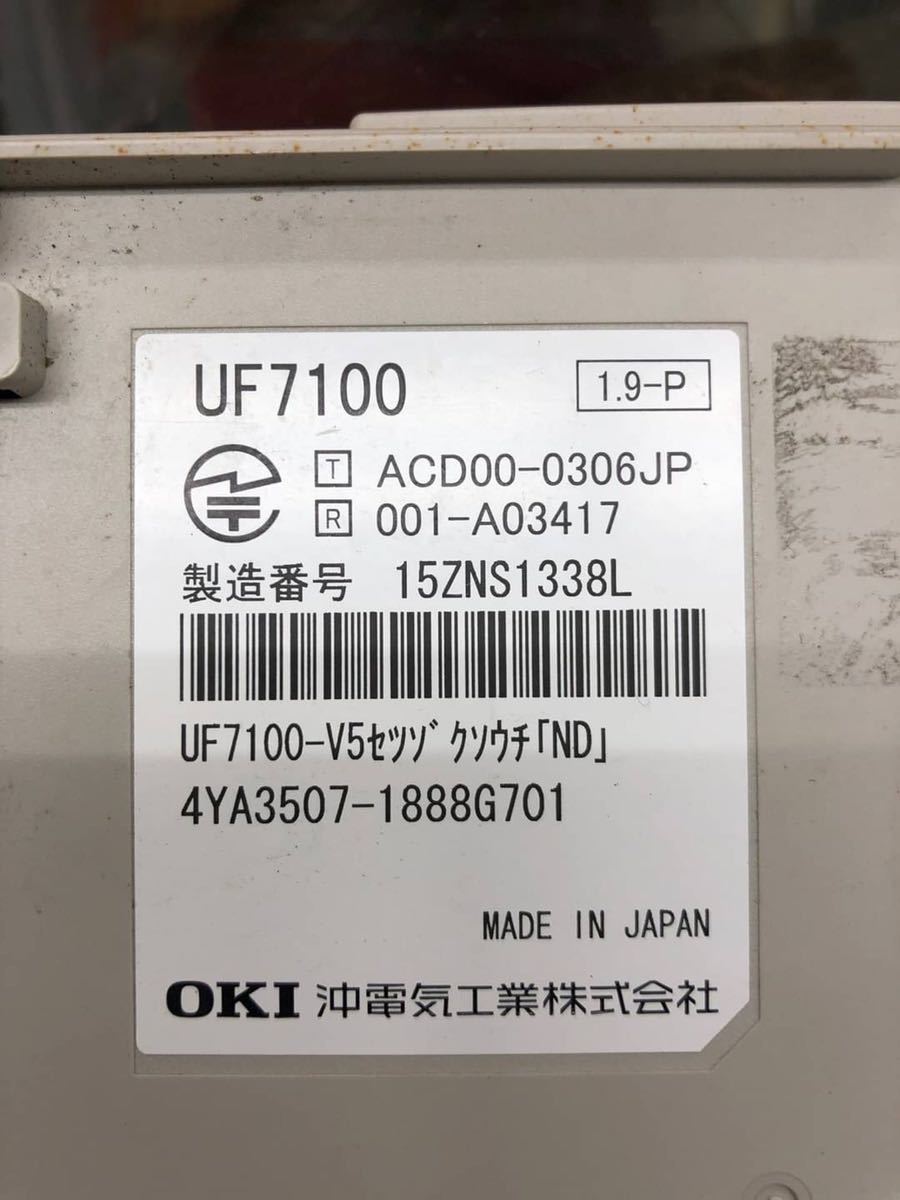 UF7100
1.9-P
T ACD00-0306JP
R 001-A03417
製造番号 15ZNS1338L
UF7100-V5ｾﾂｿﾞｸｿｳﾁ「ND」
4YA3507-1888G701
MADE IN JAPAN
OKI 沖電気工業株式会社